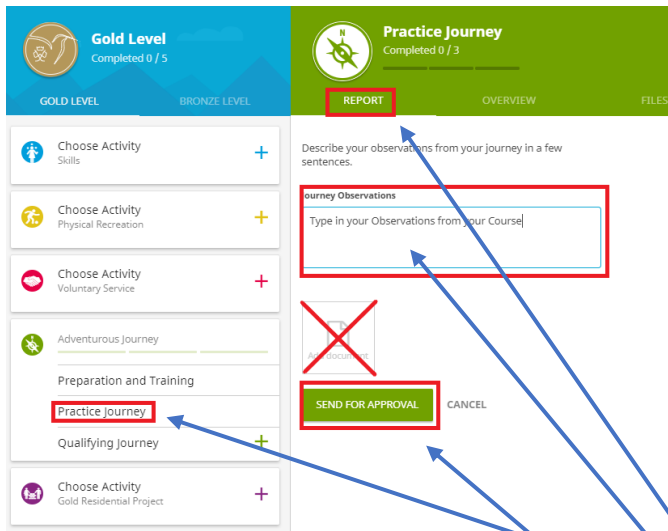 Gold Level
Completed 0 / 5
GOLD LEVEL
BRONZE LEVEL
Choose Activity
Skills
Choose Activity
Physical Recreation
Choose Activity
Voluntary Service
Adventurous Journey
Preparation and Training
Practice Journey
Qualifying Journey
Choose Activity
Gold Residential Project
N
Practice Journey
Completed 0 / 3
REPORT
OVERVIEW
FILES
Describe your observations from your journey in a few
sentences.
ourney Observations
Type in your Observations from your Course
Add document
SEND FOR APPROVAL
CANCEL